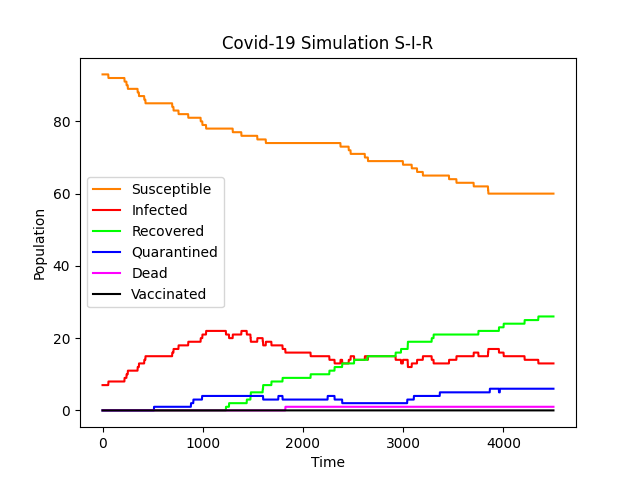 Covid-19 Simulation S-I-R
Population
80
60
40
20
0
Susceptible
Infected
Recovered
Quarantined
Dead
Vaccinated
0 1000 2000 3000 4000
Time